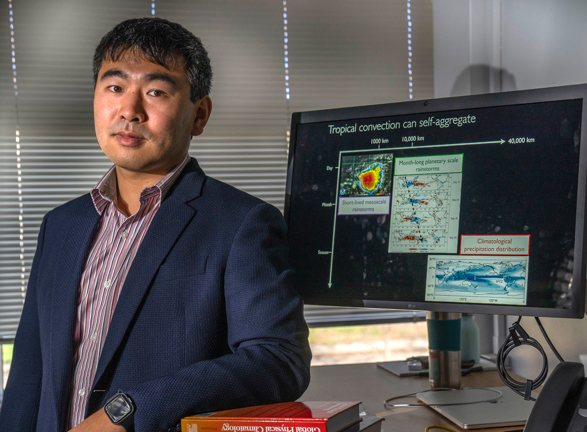 Tropical convection can self-aggregate
1000 km 10,000 km 40,000 km
Day
Month-long planetary scale
rainstorms
Short-lived mesoscale
rainstorms
Month
Climatological
precipitation distribution
Global Physical Climatology